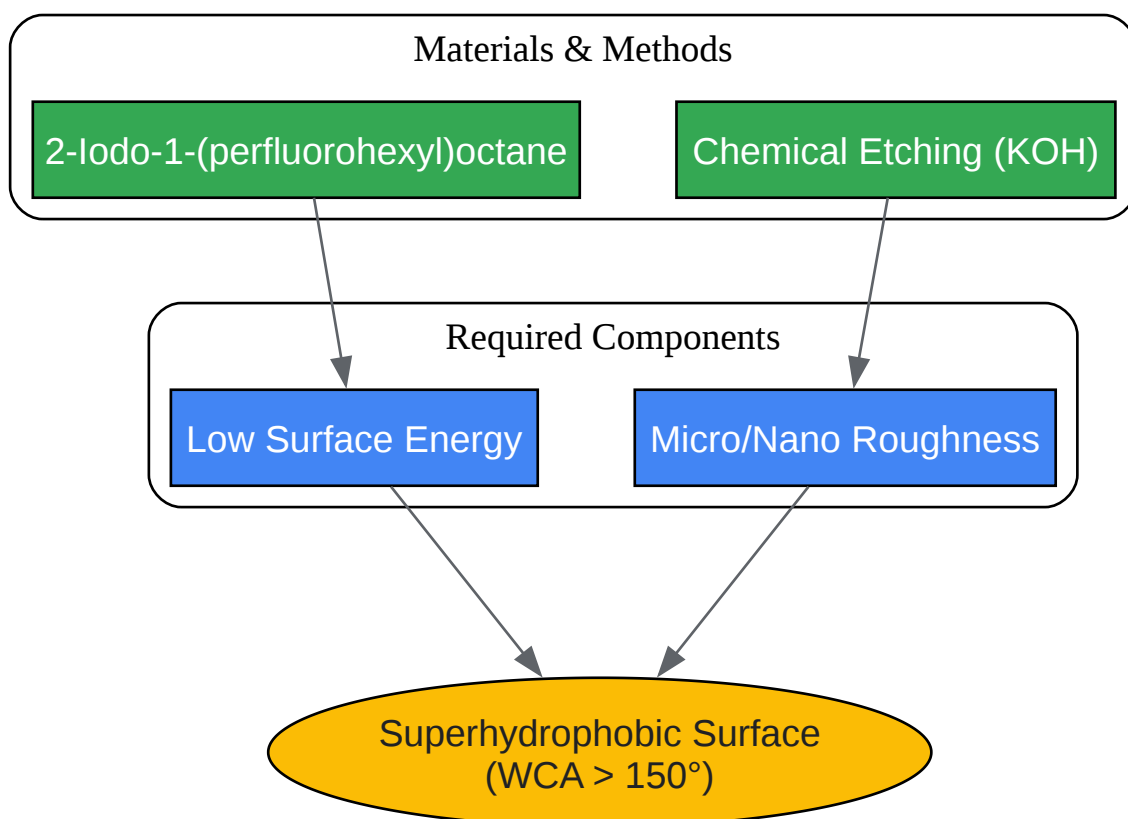 Materials & Methods
2-Iodo-1-(perfluorohexyl)octane
Chemical Etching (KOH)
Required Components
Low Surface Energy
Micro/Nano Roughness
Superhydrophobic Surface
(WCA > 150°)